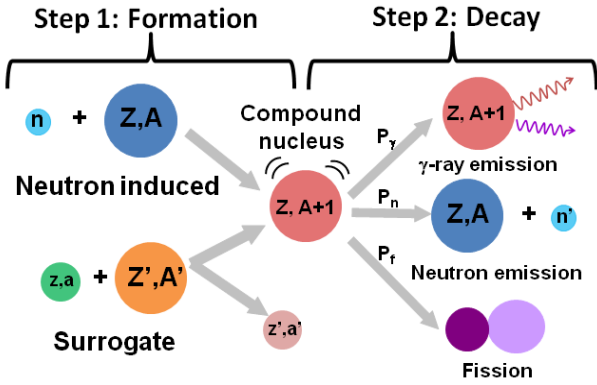 Step 1: Formation
Step 2: Decay
n + Z,A
Neutron induced
z,a + Z’,A’
Surrogate
z’,a’
Compound
nucleus
Z, A+1
Pγ
Z, A+1
γ-ray emission
Pn
Z,A + n’
Neutron emission
Pf
Fission